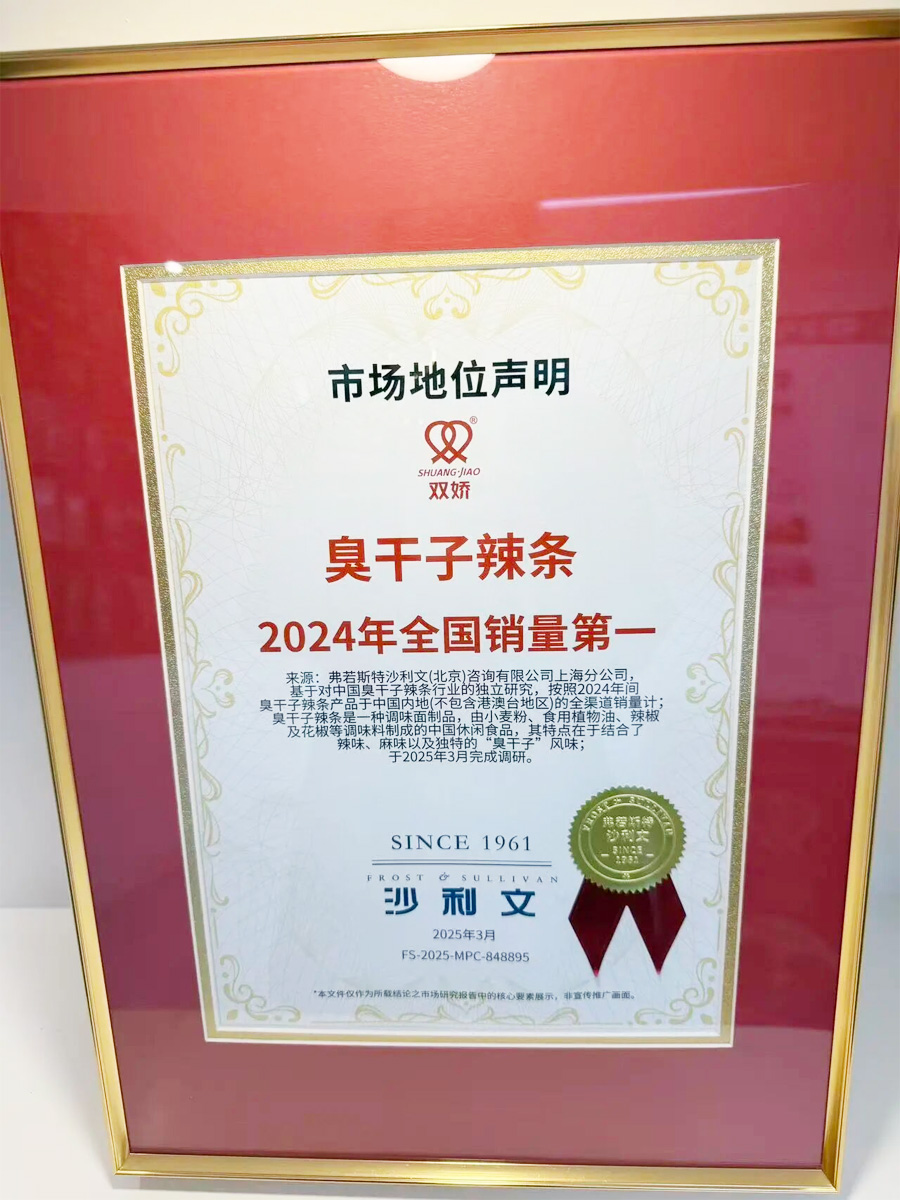 市场地位声明
®
SHUANG·JIAO
双娇
臭干子辣条
2024年全国销量第一
来源：弗若斯特沙利文(北京)咨询有限公司上海分公司，
基于对中国臭干子辣条行业的独立研究，按照2024年间
臭干子辣条产品于中国内地(不包含港澳台地区)的全渠道销量计；
臭干子辣条是一种调味面制品，由小麦粉、食用植物油、辣椒
及花椒等调味料制成的中国休闲食品，其特点在于结合了
辣味、麻味以及独特的“臭干子”风味；
于2025年3月完成调研。
FROST & SULLIVAN
弗若斯特
沙利文
SINCE
1961
SINCE 1961
FROST & SULLIVAN
沙利文
2025年3月
FS-2025-MPC-848895
*本文件仅作为所载结论之市场研究报告中的核心要素展示，非宣传推广画面。